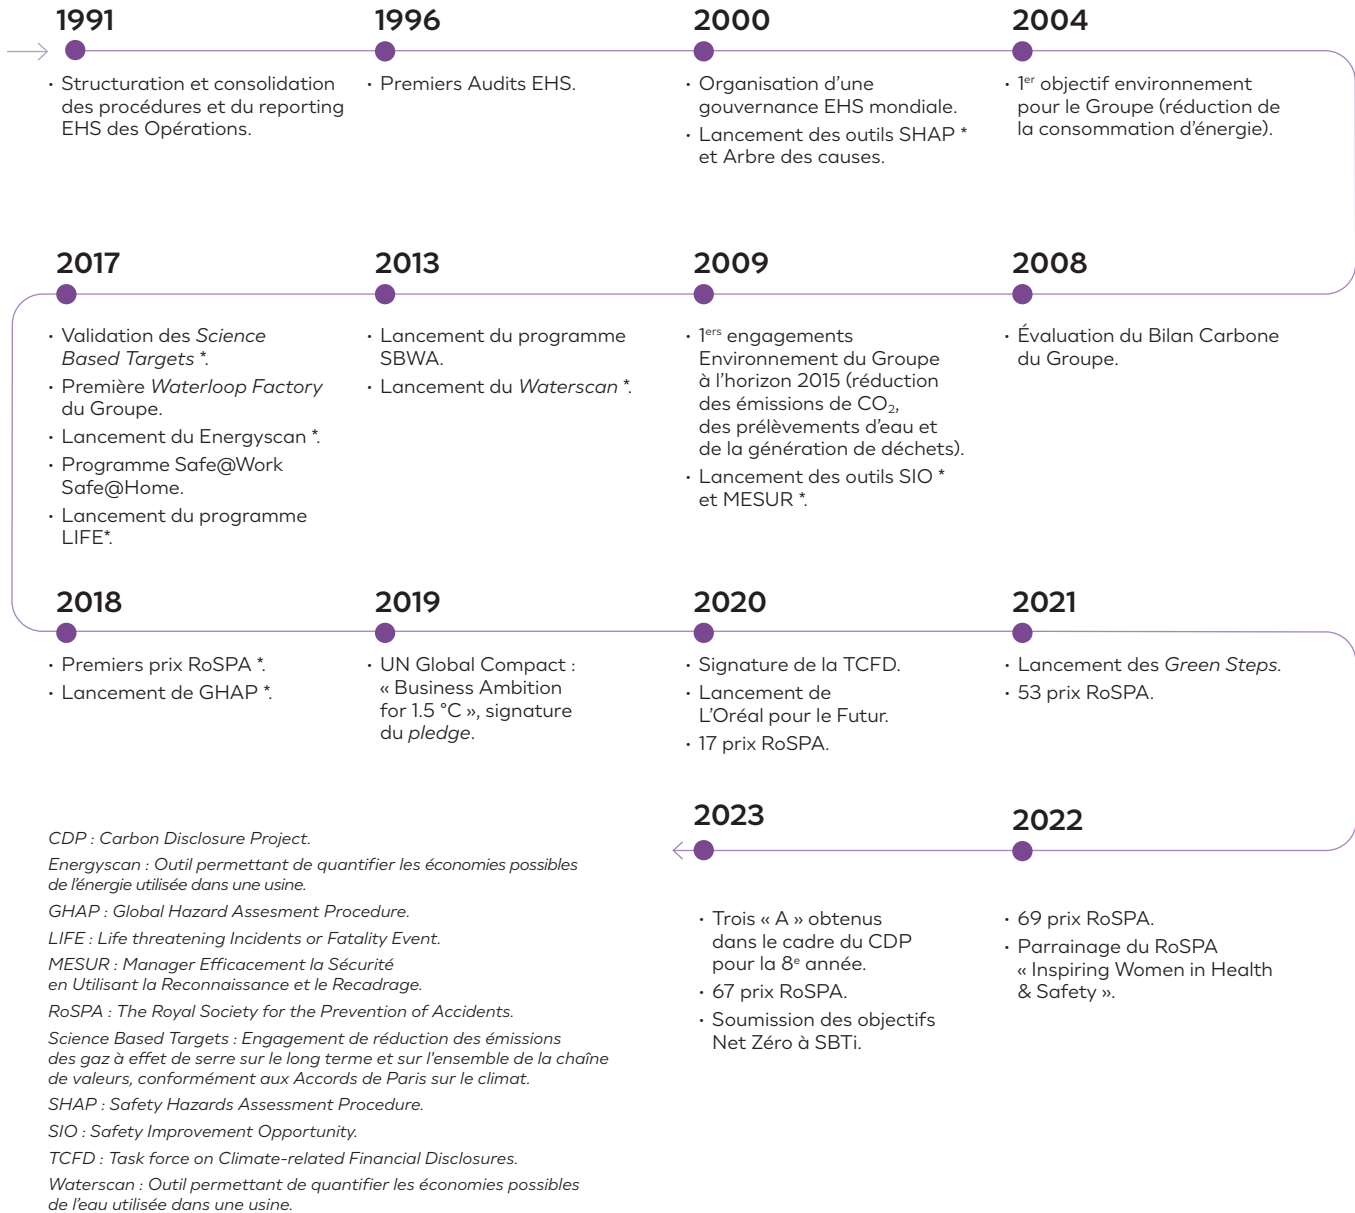 1991
• Structuration et consolidation
des procédures et du reporting
EHS des Opérations.
1996
• Premiers Audits EHS.
2000
• Organisation d'une
gouvernance EHS mondiale.
• Lancement des outils SHAP *
et Arbre des causes.
2004
• 1er objectif environnement
pour le Groupe (réduction de
la consommation d'énergie).
2008
• Évaluation du Bilan Carbone
du Groupe.
2009
• 1ers engagements
Environnement du Groupe
à l'horizon 2015 (réduction
des émissions de CO₂,
des prélèvements d'eau et
de la génération de déchets).
• Lancement des outils SIO *
et MESUR *.
2013
• Lancement du programme
SBWA.
• Lancement du Waterscan *.
2017
• Validation des Science
Based Targets *.
• Première Waterloop Factory
du Groupe.
• Lancement du Energyscan *.
• Programme Safe@Work
Safe@Home.
• Lancement du programme
LIFE*.
2018
• Premiers prix RoSPA *.
• Lancement de GHAP *.
2019
• UN Global Compact :
« Business Ambition
for 1.5 °C », signature
du pledge.
2020
• Signature de la TCFD.
• Lancement de
L'Oréal pour le Futur.
• 17 prix RoSPA.
2021
• Lancement des Green Steps.
• 53 prix RoSPA.
2022
• 69 prix RoSPA.
• Parrainage du RoSPA
« Inspiring Women in Health
& Safety ».
2023
• Trois « A » obtenus
dans le cadre du CDP
pour la 8e année.
• 67 prix RoSPA.
• Soumission des objectifs
Net Zéro à SBTi.
CDP : Carbon Disclosure Project.
Energyscan : Outil permettant de quantifier les économies possibles
de l'énergie utilisée dans une usine.
GHAP : Global Hazard Assesment Procedure.
LIFE : Life threatening Incidents or Fatality Event.
MESUR : Manager Efficacement la Sécurité
en Utilisant la Reconnaissance et le Recadrage.
RoSPA : The Royal Society for the Prevention of Accidents.
Science Based Targets : Engagement de réduction des émissions
des gaz à effet de serre sur le long terme et sur l'ensemble de la chaîne
de valeurs, conformément aux Accords de Paris sur le climat.
SHAP : Safety Hazards Assessment Procedure.
SIO : Safety Improvement Opportunity.
TCFD : Task force on Climate-related Financial Disclosures.
Waterscan : Outil permettant de quantifier les économies possibles
de l'eau utilisée dans une usine.